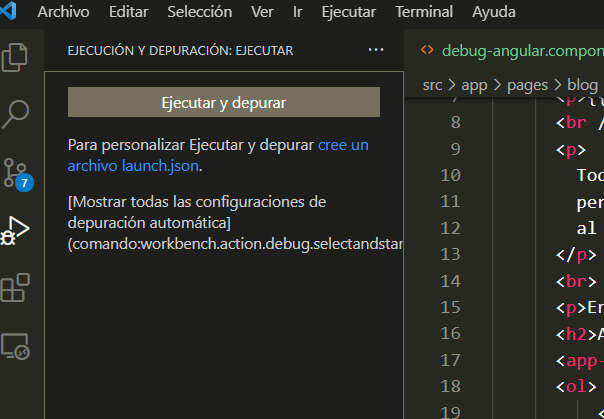 Archivo Editar Selección Ver Ir Ejecutar Terminal Ayuda
EJECUCIÓN Y DEPURACIÓN: EJECUTAR ···
Ejecutar y depurar
Para personalizar Ejecutar y depurar cree un
archivo launch.json.
[Mostrar todas las configuraciones de
depuración automática]
(comando:workbench.action.debug.selectandstar
7
<> debug-angular.compon
src > app > pages > blog
7 <p>
8 <br /
9 <p>
10 Tod
11 per
12 al
13 </p>
14 <br>
15 <p>Er
16 <h2>A
17 <app-
18 <ol>
19 <